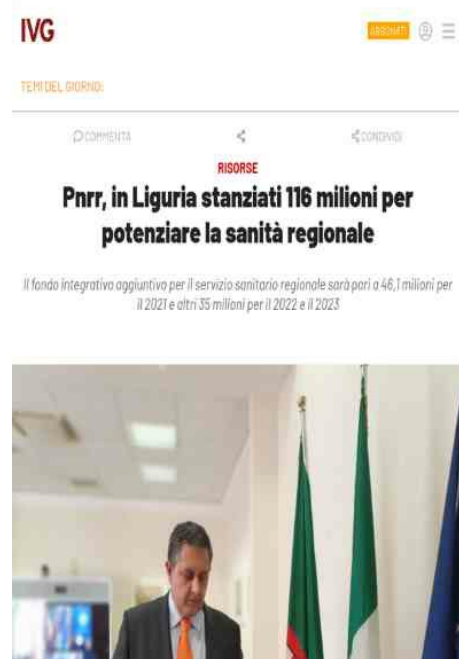 IVG
ABBONATI
TEMI DEL GIORNO:
COMMENTA
CONDIVIDI
RISORSE
Pnrr, in Liguria stanziati 116 milioni per
potenziare la sanità regionale
Il fondo integrativo aggiuntivo per il servizio sanitario regionale sarà pari a 46,1 milioni per
il 2021 e altri 35 milioni per il 2022 e il 2023